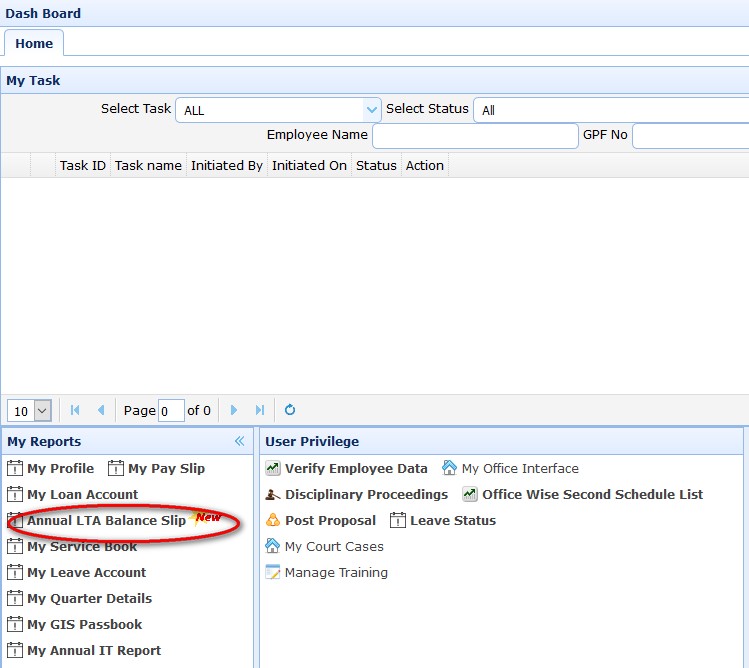 Dash Board
Home
My Task
Select Task ALL Select Status All
Employee Name GPF No
Task ID Task name Initiated By Initiated On Status Action
10 Page 0 of 0
My Reports
My Profile My Pay Slip
My Loan Account
Annual LTA Balance Slip New
My Service Book
My Leave Account
My Quarter Details
My GIS Passbook
My Annual IT Report
User Privilege
Verify Employee Data My Office Interface
Disciplinary Proceedings Office Wise Second Schedule List
Post Proposal Leave Status
My Court Cases
Manage Training